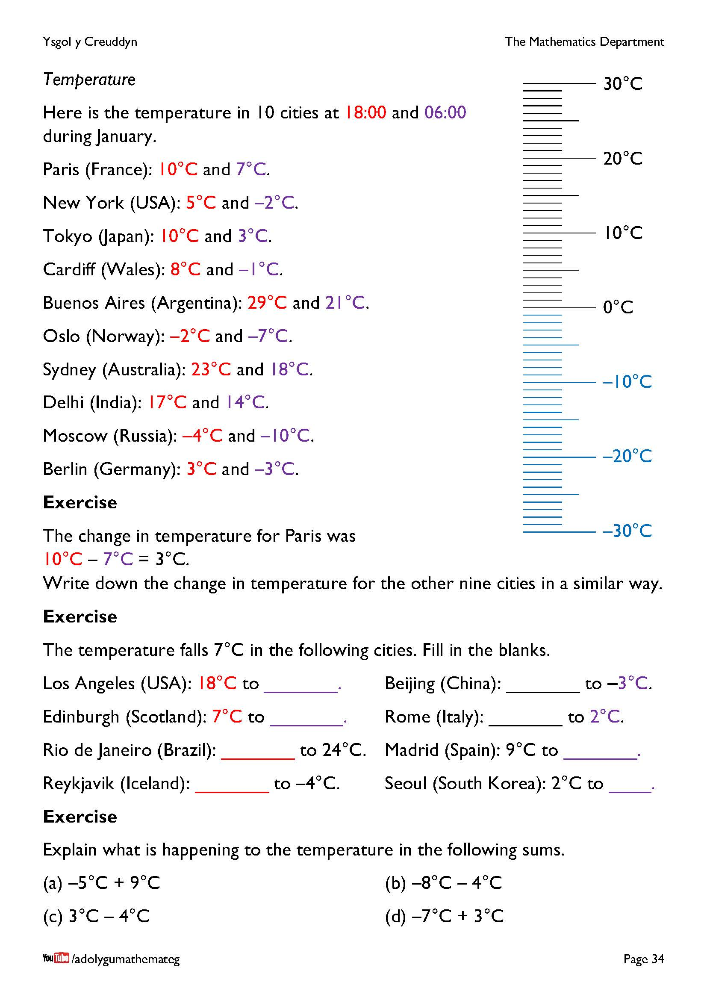 Ysgol y Creuddyn
The Mathematics Department
Temperature
Here is the temperature in 10 cities at 18:00 and 06:00
during January.
Paris (France): 10°C and 7°C.
New York (USA): 5°C and –2°C.
Tokyo (Japan): 10°C and 3°C.
Cardiff (Wales): 8°C and –1°C.
Buenos Aires (Argentina): 29°C and 21°C.
Oslo (Norway): –2°C and –7°C.
Sydney (Australia): 23°C and 18°C.
Delhi (India): 17°C and 14°C.
Moscow (Russia): –4°C and –10°C.
Berlin (Germany): 3°C and –3°C.
30°C
20°C
10°C
0°C
–10°C
–20°C
–30°C
Exercise
The change in temperature for Paris was
10°C – 7°C = 3°C.
Write down the change in temperature for the other nine cities in a similar way.
Exercise
The temperature falls 7°C in the following cities. Fill in the blanks.
Los Angeles (USA): 18°C to ________.
Beijing (China): ________ to –3°C.
Edinburgh (Scotland): 7°C to ________.
Rome (Italy): ________ to 2°C.
Rio de Janeiro (Brazil): ________ to 24°C.
Madrid (Spain): 9°C to ________.
Reykjavik (Iceland): ________ to –4°C.
Seoul (South Korea): 2°C to _____.
Exercise
Explain what is happening to the temperature in the following sums.
(a) –5°C + 9°C
(b) –8°C – 4°C
(c) 3°C – 4°C
(d) –7°C + 3°C
YouTube/adolygumathemateg
Page 34